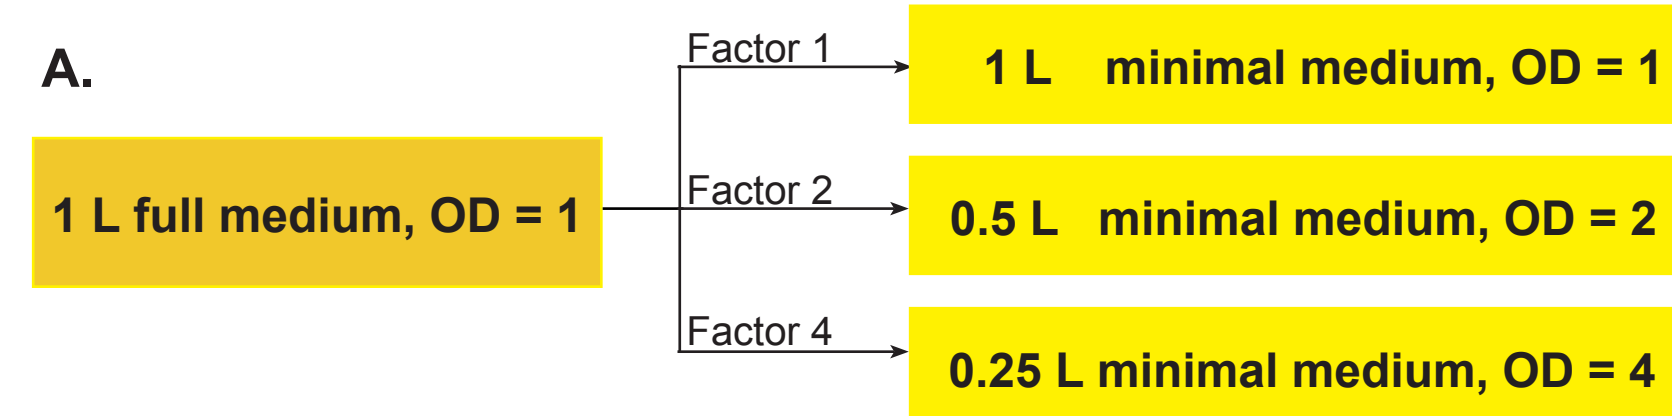 A.
1 L full medium, OD = 1
Factor 1
1 L minimal medium, OD = 1
Factor 2
0.5 L minimal medium, OD = 2
Factor 4
0.25 L minimal medium, OD = 4